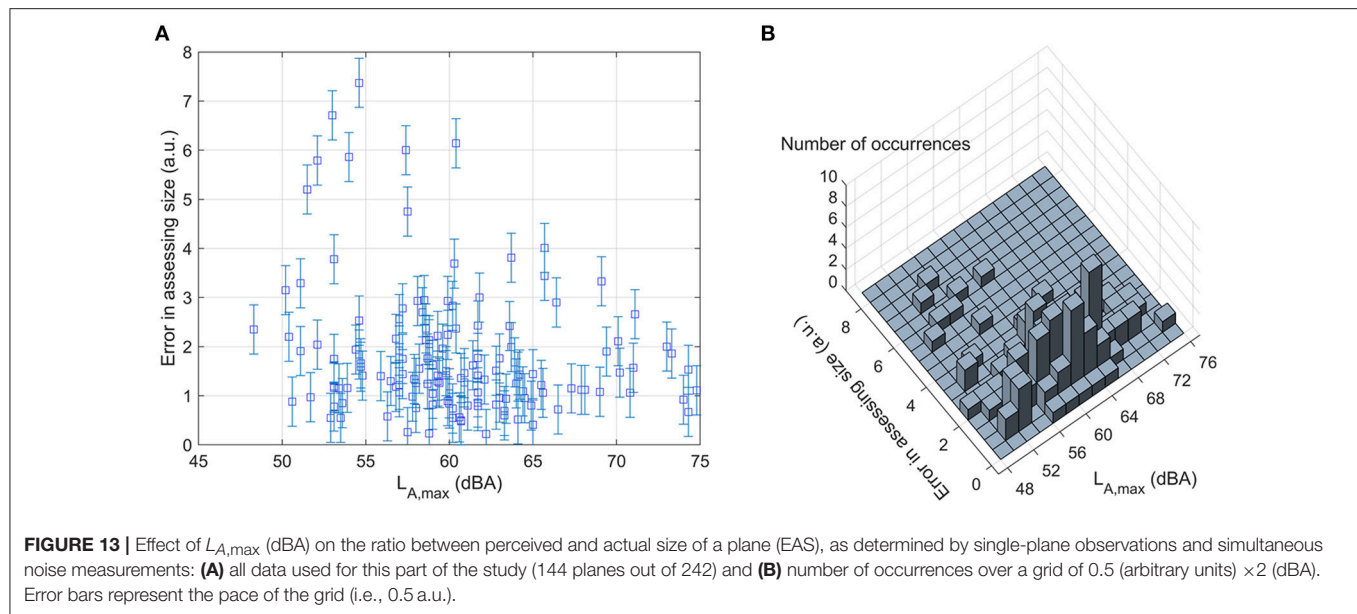 A
8
7
6
5
4
3
2
1
0
Error in assessing size (a.u.)
45 50 55 60 65 70 75
L_A,max (dBA)
B
Number of occurrences
10
8
6
4
2
0
8
6
4
2
0
Error in assessing size (a.u.)
48 52 56 60 64 68 72 76
L_A,max (dBA)
FIGURE 13 | Effect of L_A,max (dBA) on the ratio between perceived and actual size of a plane (EAS), as determined by single-plane observations and simultaneous
noise measurements: (A) all data used for this part of the study (144 planes out of 242) and (B) number of occurrences over a grid of 0.5 (arbitrary units) ×2 (dBA).
Error bars represent the pace of the grid (i.e., 0.5 a.u.).